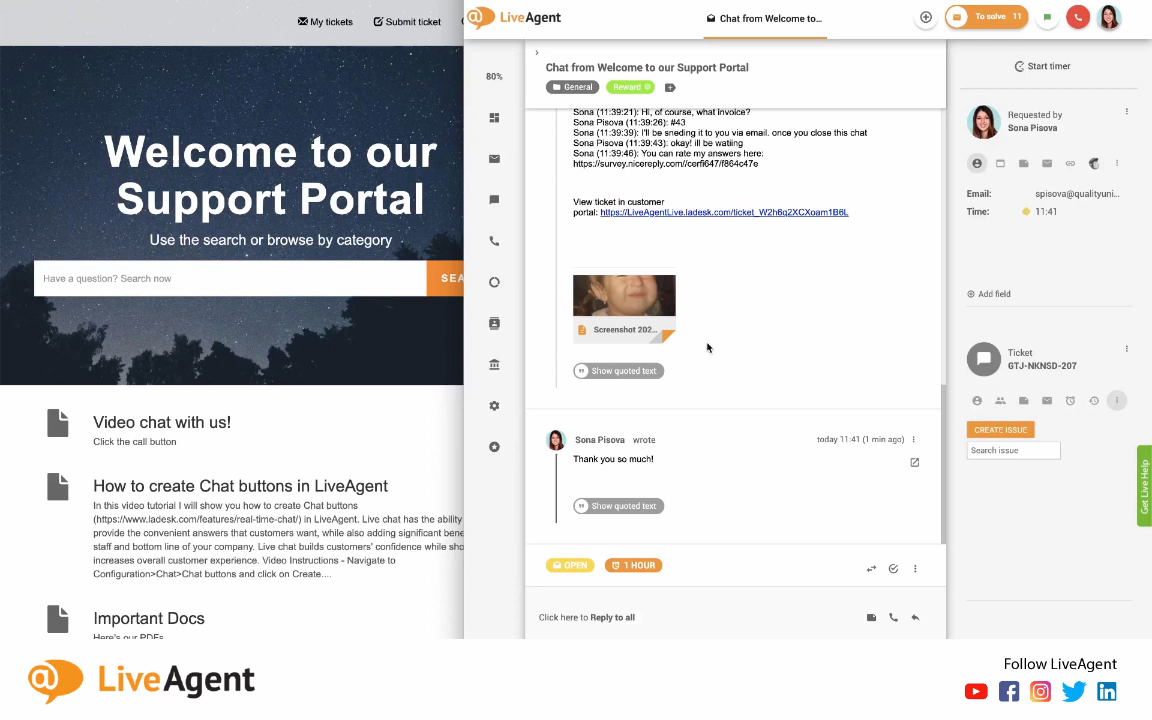 My tickets
Submit ticket
Welcome to our
Support Portal
Use the search or browse by category
Have a question? Search now
SEA
Video chat with us!
Click the call button
How to create Chat buttons in LiveAgent
In this video tutorial I will show you how to create Chat buttons
(https://www.ladesk.com/features/real-time-chat/) in LiveAgent. Live chat has the ability
provide the convenient answers that customers want, while also adding significant bene
staff and bottom line of your company. Live chat builds customers' confidence while sho
increases overall customer experience. Video Instructions - Navigate to
Configuration>Chat>Chat buttons and click on Create....
Important Docs
Here's our PDFs
LiveAgent
Chat from Welcome to...
To solve 11
80%
Chat from Welcome to our Support Portal
General
Reward
Sona (11:39:21): Hi, of course, what invoice?
Sona Pisova (11:39:26): #43
Sona (11:39:39): I'll be sneding it to you via email. once you close this chat
Sona Pisova (11:39:43): okay! ill be watiing
Sona (11:39:46): You can rate my answers here:
https://survey.nicereply.com//cerfi647/f864c47e
View ticket in customer
portal: https://LiveAgentLive.ladesk.com/ticket_W2h6q2XCXoam1B6L
Screenshot 202...
Show quoted text
Sona Pisova wrote
today 11:41 (1 min ago)
Thank you so much!
Show quoted text
OPEN
1 HOUR
Click here to Reply to all
Start timer
Requested by
Sona Pisova
Email: spisova@qualityuni...
Time: 11:41
Add field
Ticket
GTJ-NKNSD-207
CREATE ISSUE
Search issue
Get Live Help
LiveAgent
Follow LiveAgent